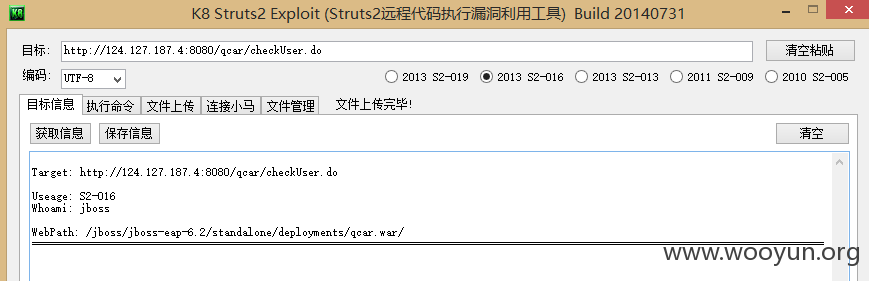 K8 K8 Struts2 Exploit (Struts2远程代码执行漏洞利用工具) Build 20140731
目标: http://124.127.187.4:8080/qcar/checkUser.do 清空粘贴
编码: UTF-8 2013 S2-019 2013 S2-016 2013 S2-013 2011 S2-009 2010 S2-005
目标信息 执行命令 文件上传 连接小马 文件管理 文件上传完毕!
获取信息 保存信息 清空
Target: http://124.127.187.4:8080/qcar/checkUser.do
Useage: S2-016
Whoami: jboss
WebPath: /jboss/jboss-eap-6.2/standalone/deployments/qcar.war/
www.wooyun.org